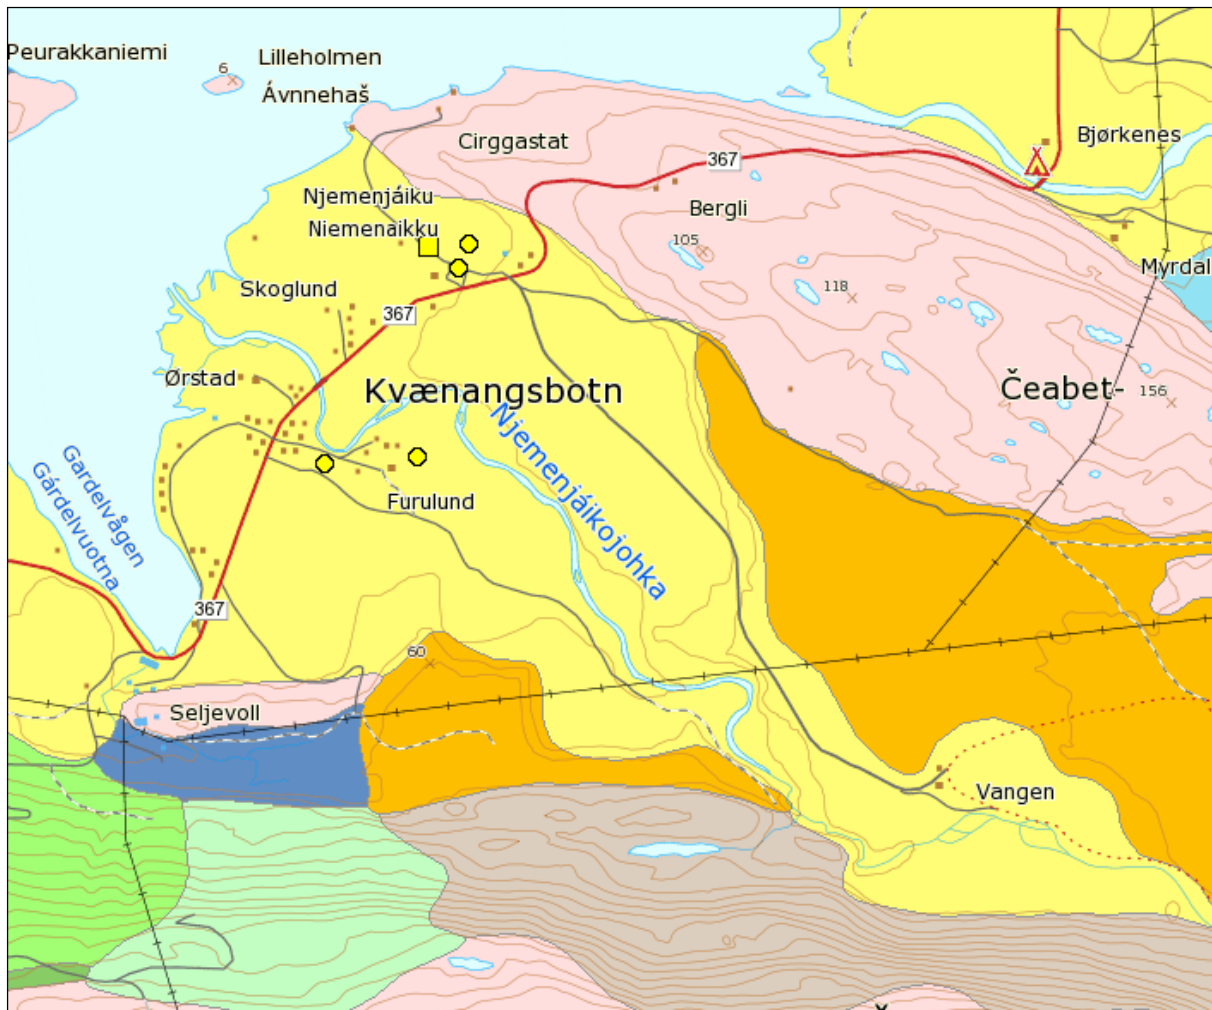 Peurakkaniemi
6
Lilleholmen
Ávnnehaš
Cirggastat
367
Bjørkenes
Njemenjáiku
Niemenaikku
Bergli
105
118
Myrdal
Skoglund
367
Ørstad
Kvænangsbotn
Čeabet-
156
Njemenjáikojohka
Gardelvågen
Gárdelvuotna
Furulund
367
60
Seljevoll
Vangen